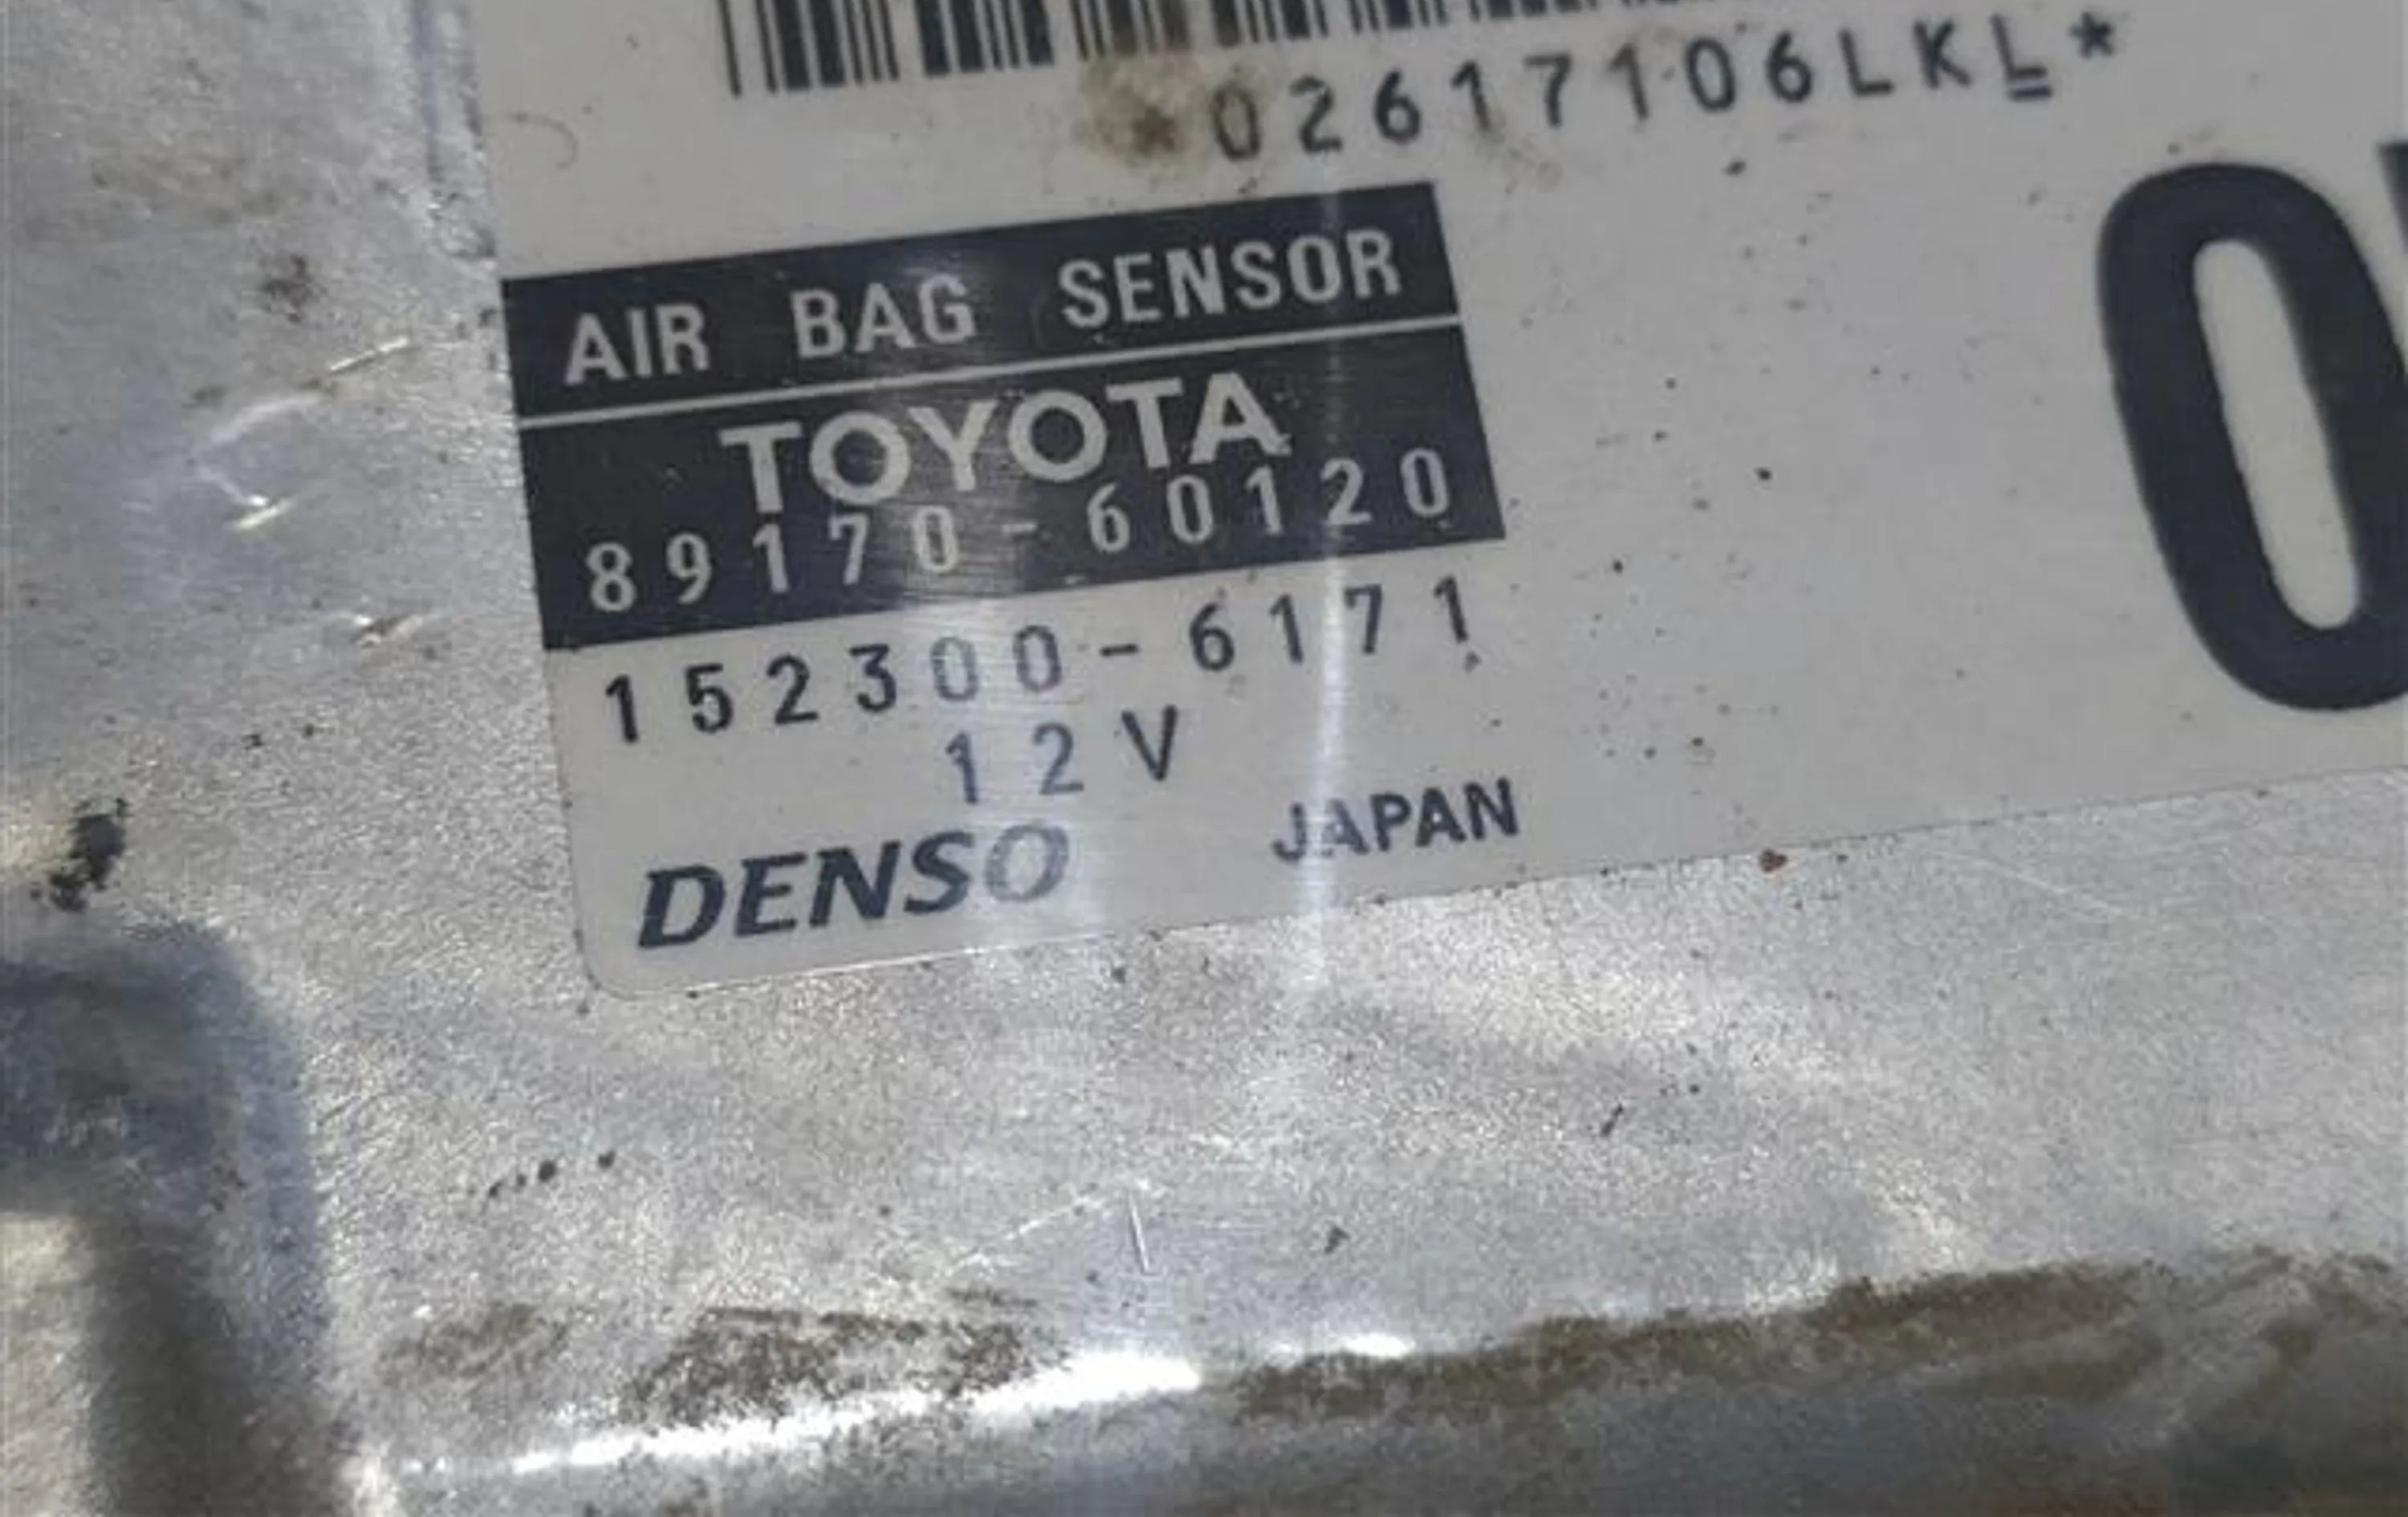 *02617106LKL*
AIR BAG SENSOR
TOYOTA
89170-60120
152300-6171
12V
DENSO JAPAN